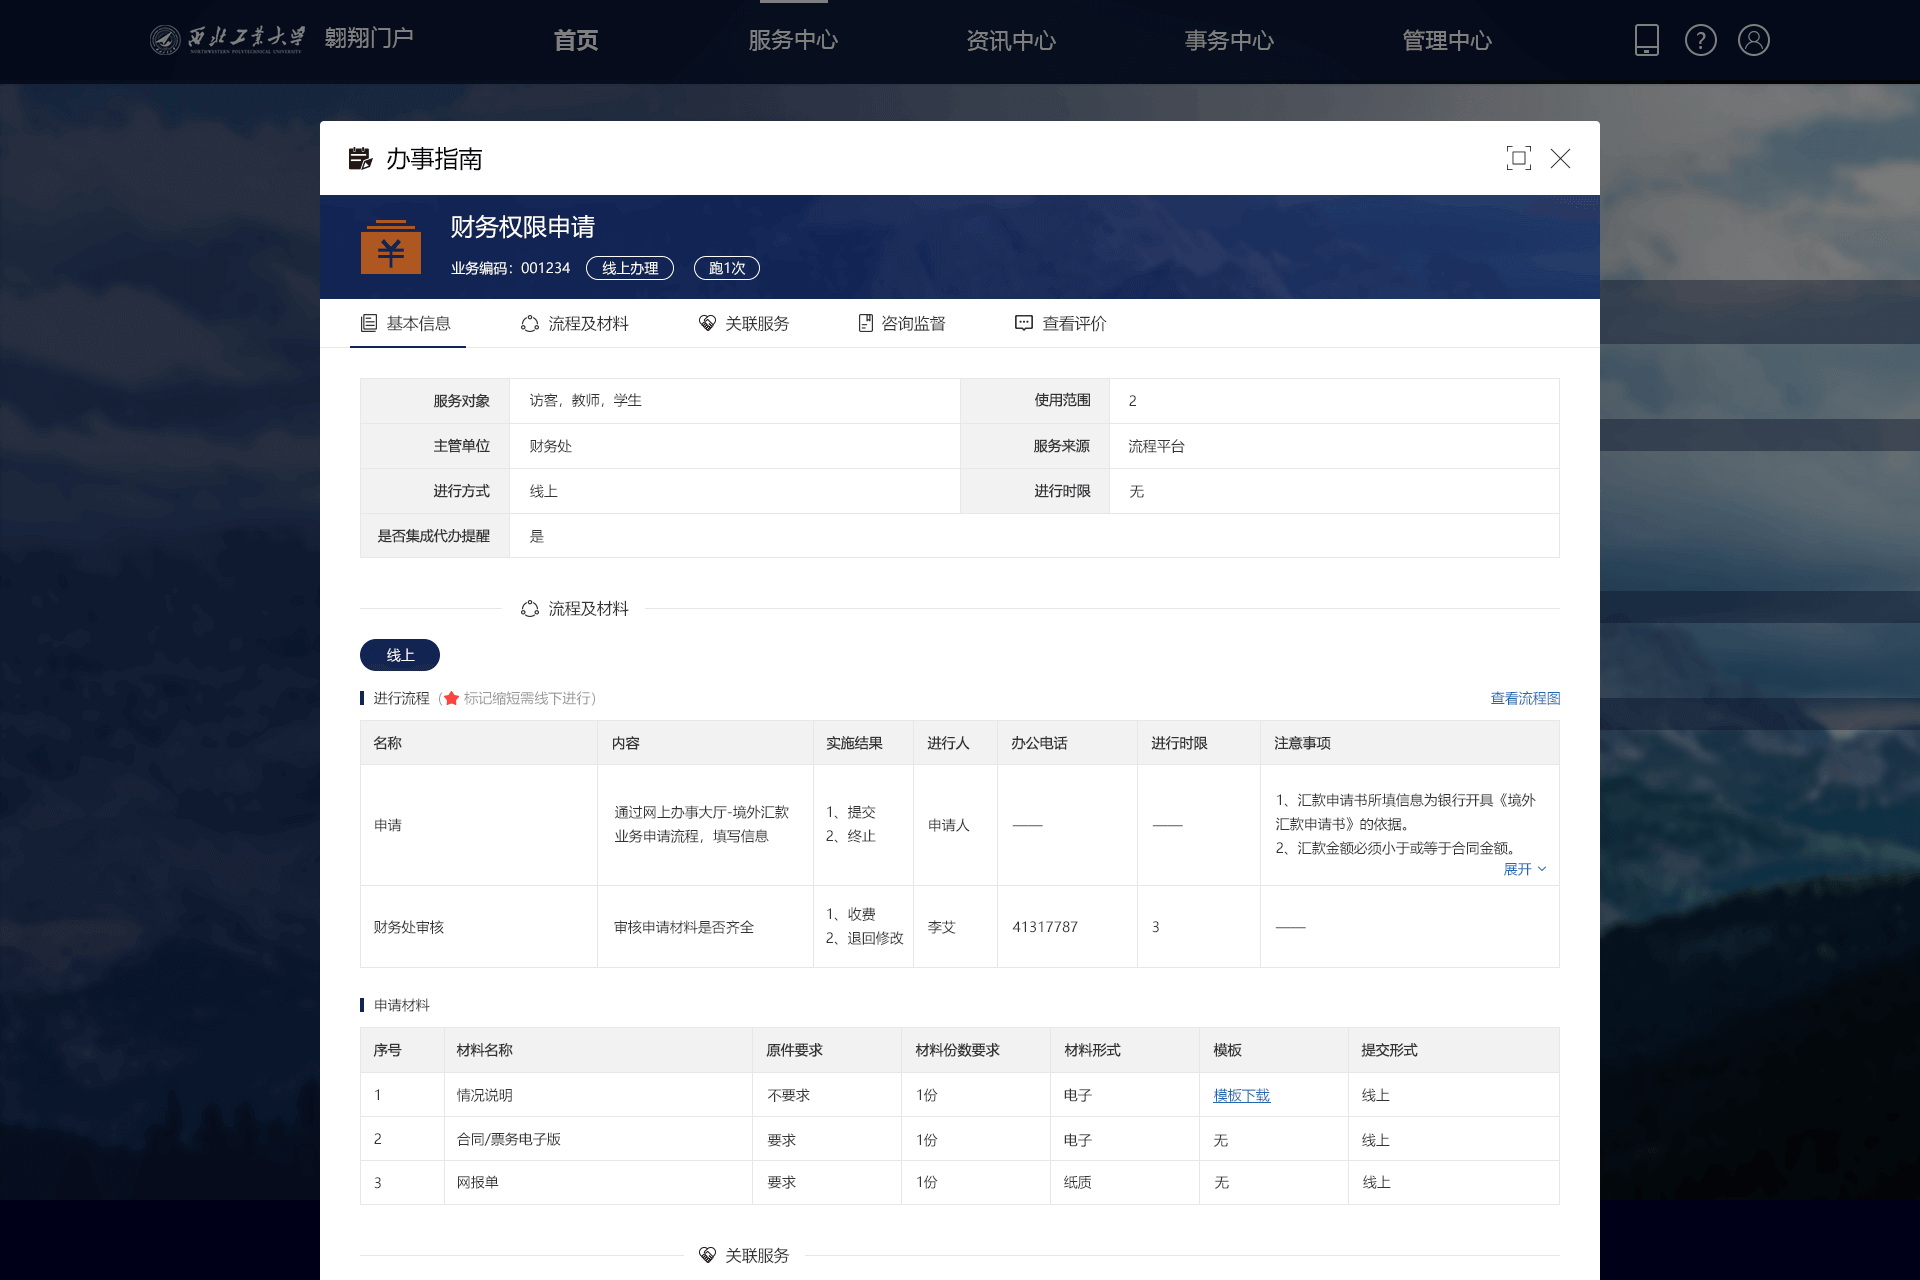 西北工业大学
NORTHWESTERN POLYTECHNICAL UNIVERSITY
翱翔门户
首页
服务中心
资讯中心
事务中心
管理中心
办事指南
¥
财务权限申请
业务编码：001234
线上办理
跑1次
基本信息
流程及材料
关联服务
咨询监督
查看评价
服务对象
访客，教师，学生
使用范围
2
主管单位
财务处
服务来源
流程平台
进行方式
线上
进行时限
无
是否集成代办提醒
是
流程及材料
线上
进行流程（★ 标记缩短需线下进行）
查看流程图
名称
内容
实施结果
进行人
办公电话
进行时限
注意事项
申请
通过网上办事大厅-境外汇款
业务申请流程，填写信息
1、提交
2、终止
申请人
——
——
1、汇款申请书所填信息为银行开具《境外
汇款申请书》的依据。
2、汇款金额必须小于或等于合同金额。
展开
财务处审核
审核申请材料是否齐全
1、收费
2、退回修改
李艾
41317787
3
——
申请材料
序号
材料名称
原件要求
材料份数要求
材料形式
模板
提交形式
1
情况说明
不要求
1份
电子
模板下载
线上
2
合同/票务电子版
要求
1份
电子
无
线上
3
网报单
要求
1份
纸质
无
线上
关联服务